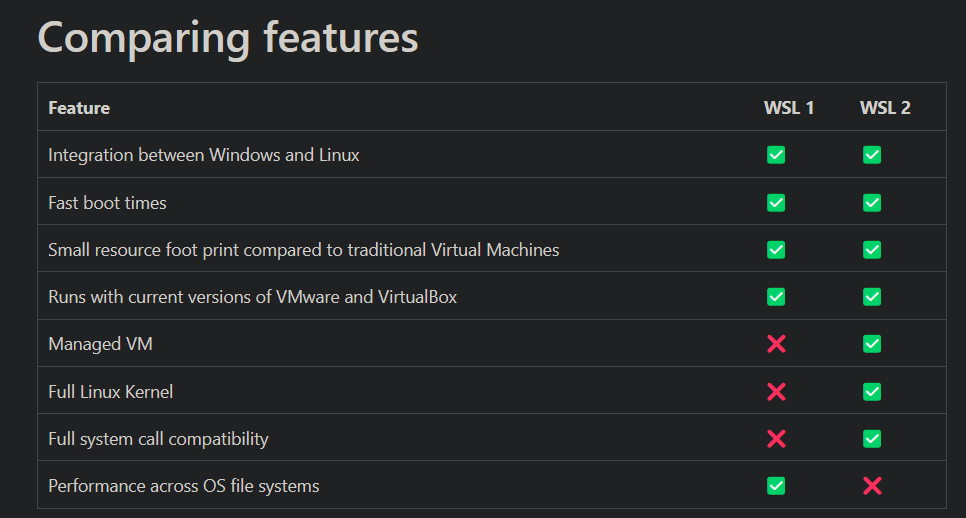 Comparing features
Feature WSL 1 WSL 2
Integration between Windows and Linux ✅ ✅
Fast boot times ✅ ✅
Small resource foot print compared to traditional Virtual Machines ✅ ✅
Runs with current versions of VMware and VirtualBox ✅ ✅
Managed VM ❌ ✅
Full Linux Kernel ❌ ✅
Full system call compatibility ❌ ✅
Performance across OS file systems ✅ ❌